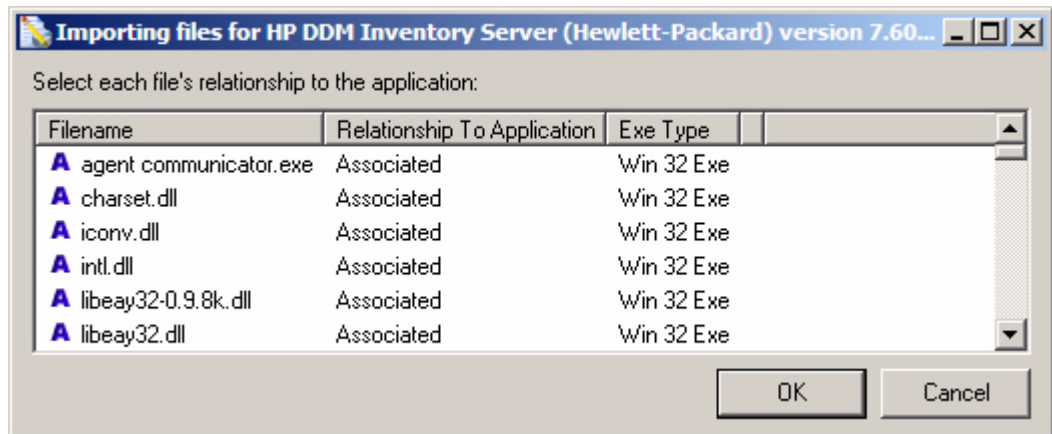 Importing files for HP DDM Inventory Server (Hewlett-Packard) version 7.60...
Select each file's relationship to the application:
Filename Relationship To Application Exe Type
A agent communicator.exe Associated Win 32 Exe
A charset.dll Associated Win 32 Exe
A iconv.dll Associated Win 32 Exe
A intl.dll Associated Win 32 Exe
A libeay32-0.9.8k.dll Associated Win 32 Exe
A libeay32.dll Associated Win 32 Exe
OK Cancel